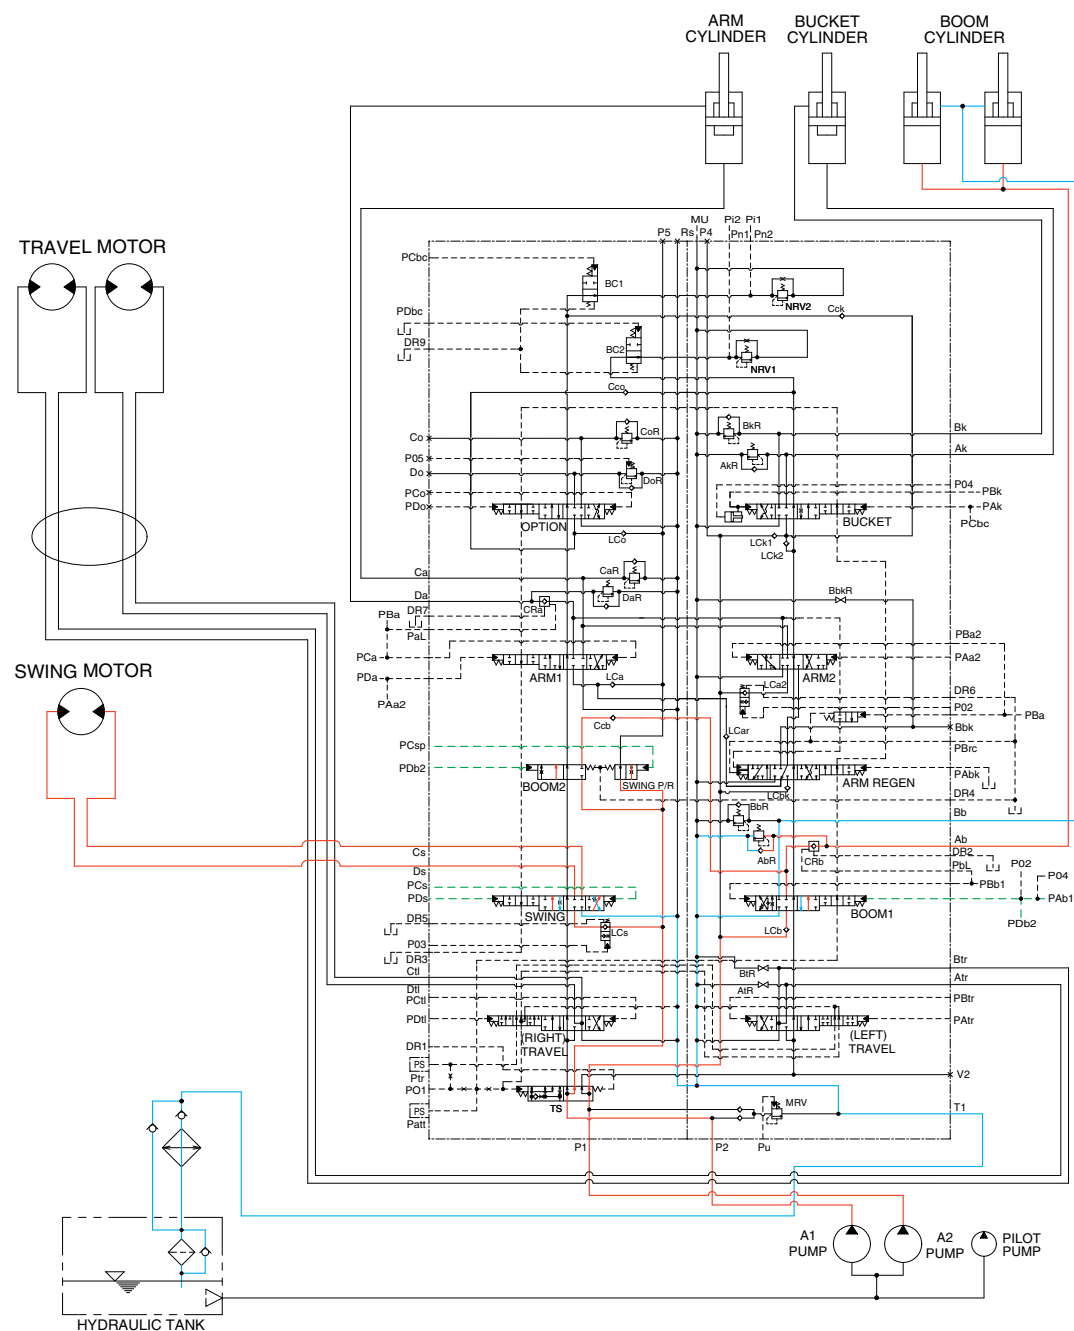 ARM
CYLINDER
BUCKET
CYLINDER
BOOM
CYLINDER
TRAVEL MOTOR
SWING MOTOR
MU Pi2 Pi1
P5 Rs P4 Pn1 Pn2
PCbc
BC1
NRV2
Cck
PDbc
DR9
BC2
NRV1
Cco
Co
CoR
BkR
Bk
P05
Ak
Do
DoR
AkR
PCo
P04
PBk
PDo
PAk
OPTION
BUCKET
PCbc
LCo
LCk1
LCk2
Ca
CaR
Da
DaR
BbkR
PBa
DR7
CRa
PaL
PBa2
PCa
PAa2
PDa
ARM1
ARM2
LCa
LCa2
PAa2
DR6
P02
PBa
Ccb
LCar
Bbk
PCsp
PBrc
PDb2
PAbk
BOOM2
SWING P/R
ARM REGEN
LCbk
DR4
BbR
Bb
AbR
Ab
Cs
CRb
DR2
Ds
PbL
P02
PCs
PBb1
P04
PDs
PAb1
SWING
BOOM1
DR5
PDb2
LCs
LCb
P03
DR3
Btr
Ctl
BtR
Atr
Dtl
AtR
PCtl
PBtr
PDtl
PAtr
(RIGHT)
TRAVEL
(LEFT)
TRAVEL
DR1
PS
Ptr
V2
PO1
TS
MRV
PS
T1
Patt
P1
P2
Pu
A1
PUMP
A2
PUMP
PILOT
PUMP
HYDRAULIC TANK